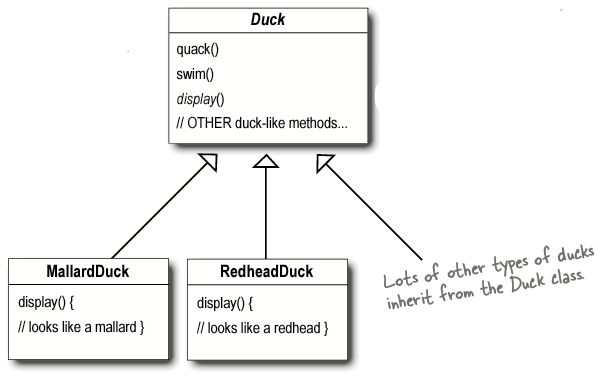 Duck
quack()
swim()
display()
// OTHER duck-like methods...
MallardDuck
display() {
// looks like a mallard }
RedheadDuck
display() {
// looks like a redhead }
Lots of other types of ducks
inherit from the Duck class.